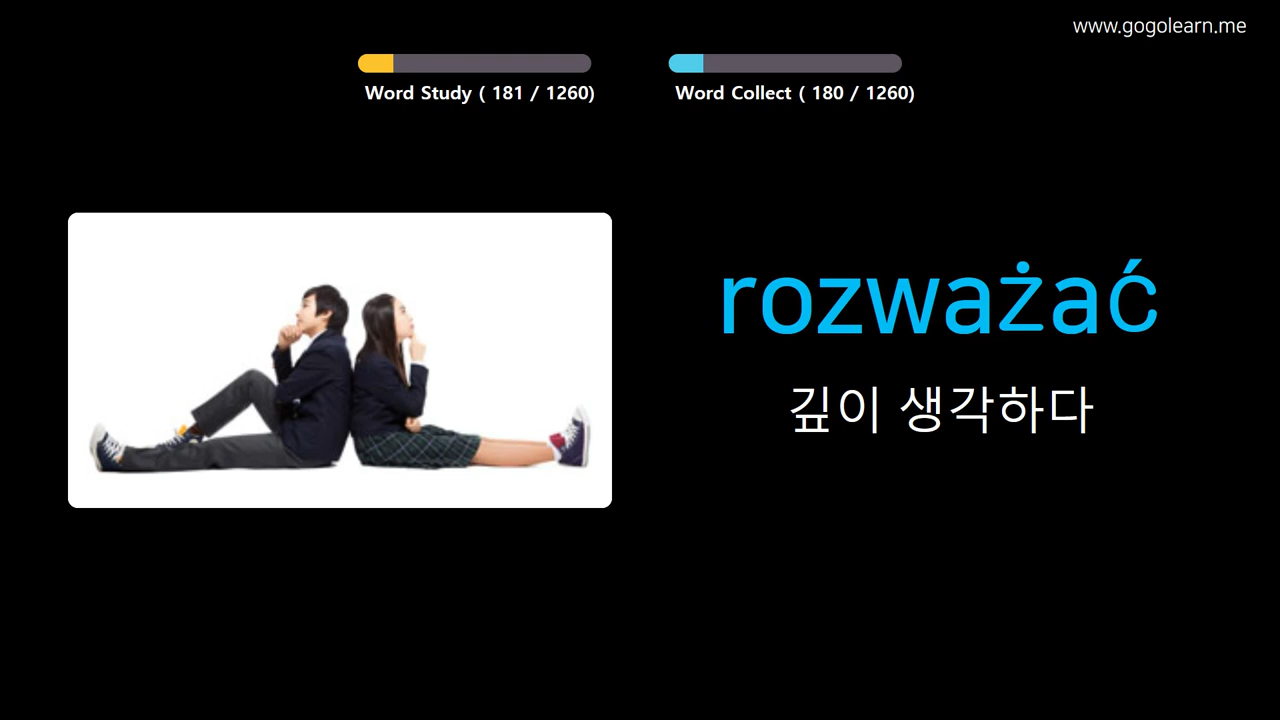 www.gogolearn.me
Word Study ( 181 / 1260)
Word Collect ( 180 / 1260)
rozważać
깊이 생각하다